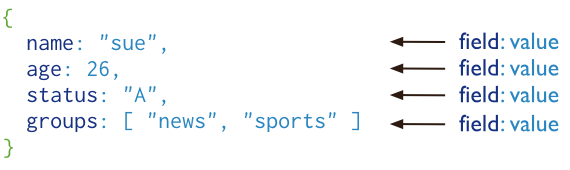 {
name: "sue", field: value
age: 26, field: value
status: "A", field: value
groups: [ "news", "sports" ] field: value
}